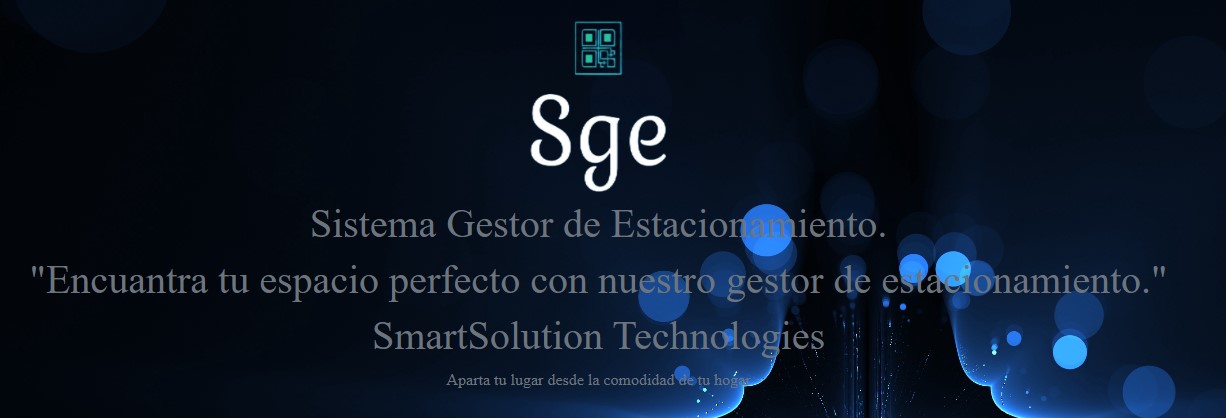 Sge
Sistema Gestor de Estacionamiento.
"Encuantra tu espacio perfecto con nuestro gestor de estacionamiento."
SmartSolution Technologies
Aparta tu lugar desde la comodidad de tu hogar.